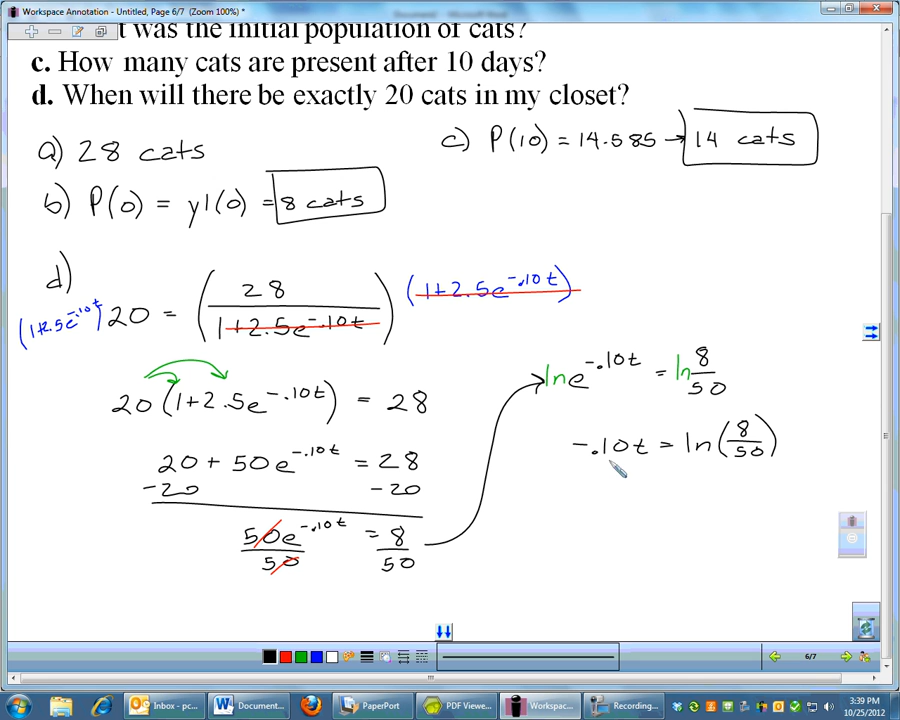 Workspace Annotation - Untitled, Page 6/7 (Zoom 100%) *
t was the initial population of cats?
c. How many cats are present after 10 days?
d. When will there be exactly 20 cats in my closet?
a) 28 cats
c) P(10) = 14.585 → 14 cats
b) P(0) = y1(0) = 8 cats
d)
(1+2.5e^-.10t) 20 = (28 / 1+2.5e^-.10t) (1+2.5e^-.10t)
20(1+2.5e^-.10t) = 28
20 + 50e^-.10t = 28
-20 -20
50e^-.10t / 50 = 8 / 50
ln e^-.10t = ln 8/50
-.10t = ln(8/50)
6/7
Inbox - pc...
Document...
PaperPort
PDF Viewe...
Workspac...
Recording...
3:39 PM
10/25/2012